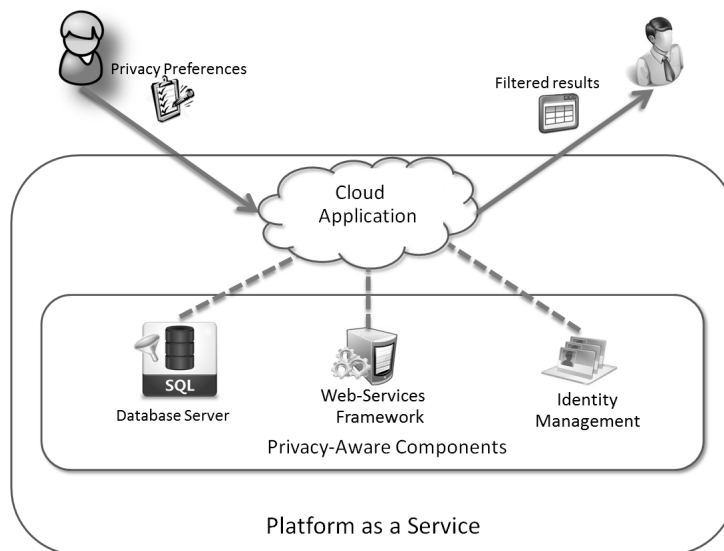 Privacy Preferences
Filtered results
Cloud
Application
SQL
Database Server
Web-Services
Framework
Identity
Management
Privacy-Aware Components
Platform as a Service